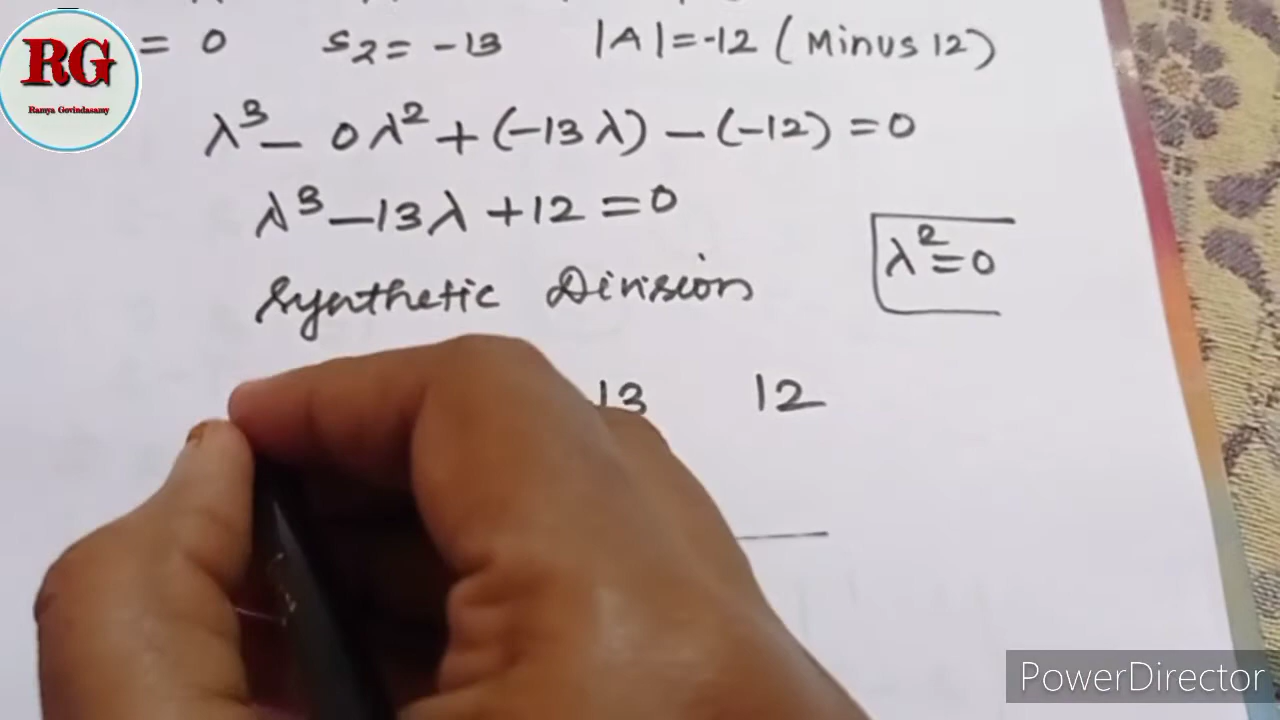 RG
Ramya Govindasamy
= 0 S2 = -13 |A| = -12 (Minus 12)
λ³ - 0λ² + (-13λ) - (-12) = 0
λ³ - 13λ + 12 = 0
λ² = 0
Synthetic Division
13 12
PowerDirector